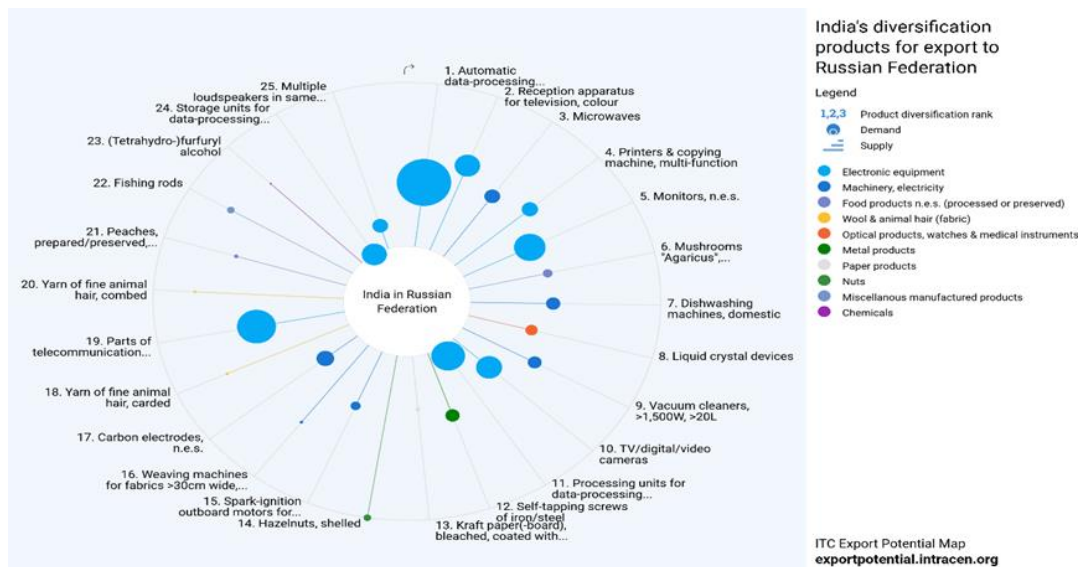 India's diversification
products for export to
Russian Federation
Legend
1,2,3 Product diversification rank
Demand
Supply
Electronic equipment
Machinery, electricity
Food products n.e.s. (processed or preserved)
Wool & animal hair (fabric)
Optical products, watches & medical instruments
Metal products
Paper products
Nuts
Miscellanous manufactured products
Chemicals
1. Automatic
data-processing...
2. Reception apparatus
for television, colour
3. Microwaves
4. Printers & copying
machine, multi-function
5. Monitors, n.e.s.
6. Mushrooms
"Agaricus",...
7. Dishwashing
machines, domestic
8. Liquid crystal devices
9. Vacuum cleaners,
>1,500W, >20L
10. TV/digital/video
cameras
11. Processing units for
data-processing...
12. Self-tapping screws
of iron/steel
13. Kraft paper(-board),
bleached, coated with...
14. Hazelnuts, shelled
15. Spark-ignition
outboard motors for...
16. Weaving machines
for fabrics >30cm wide,...
17. Carbon electrodes,
n.e.s.
18. Yarn of fine animal
hair, carded
19. Parts of
telecommunication...
20. Yarn of fine animal
hair, combed
21. Peaches,
prepared/preserved,...
22. Fishing rods
23. (Tetrahydro-)furfuryl
alcohol
24. Storage units for
data-processing...
25. Multiple
loudspeakers in same...
India in Russian
Federation
ITC Export Potential Map
exportpotential.intracen.org